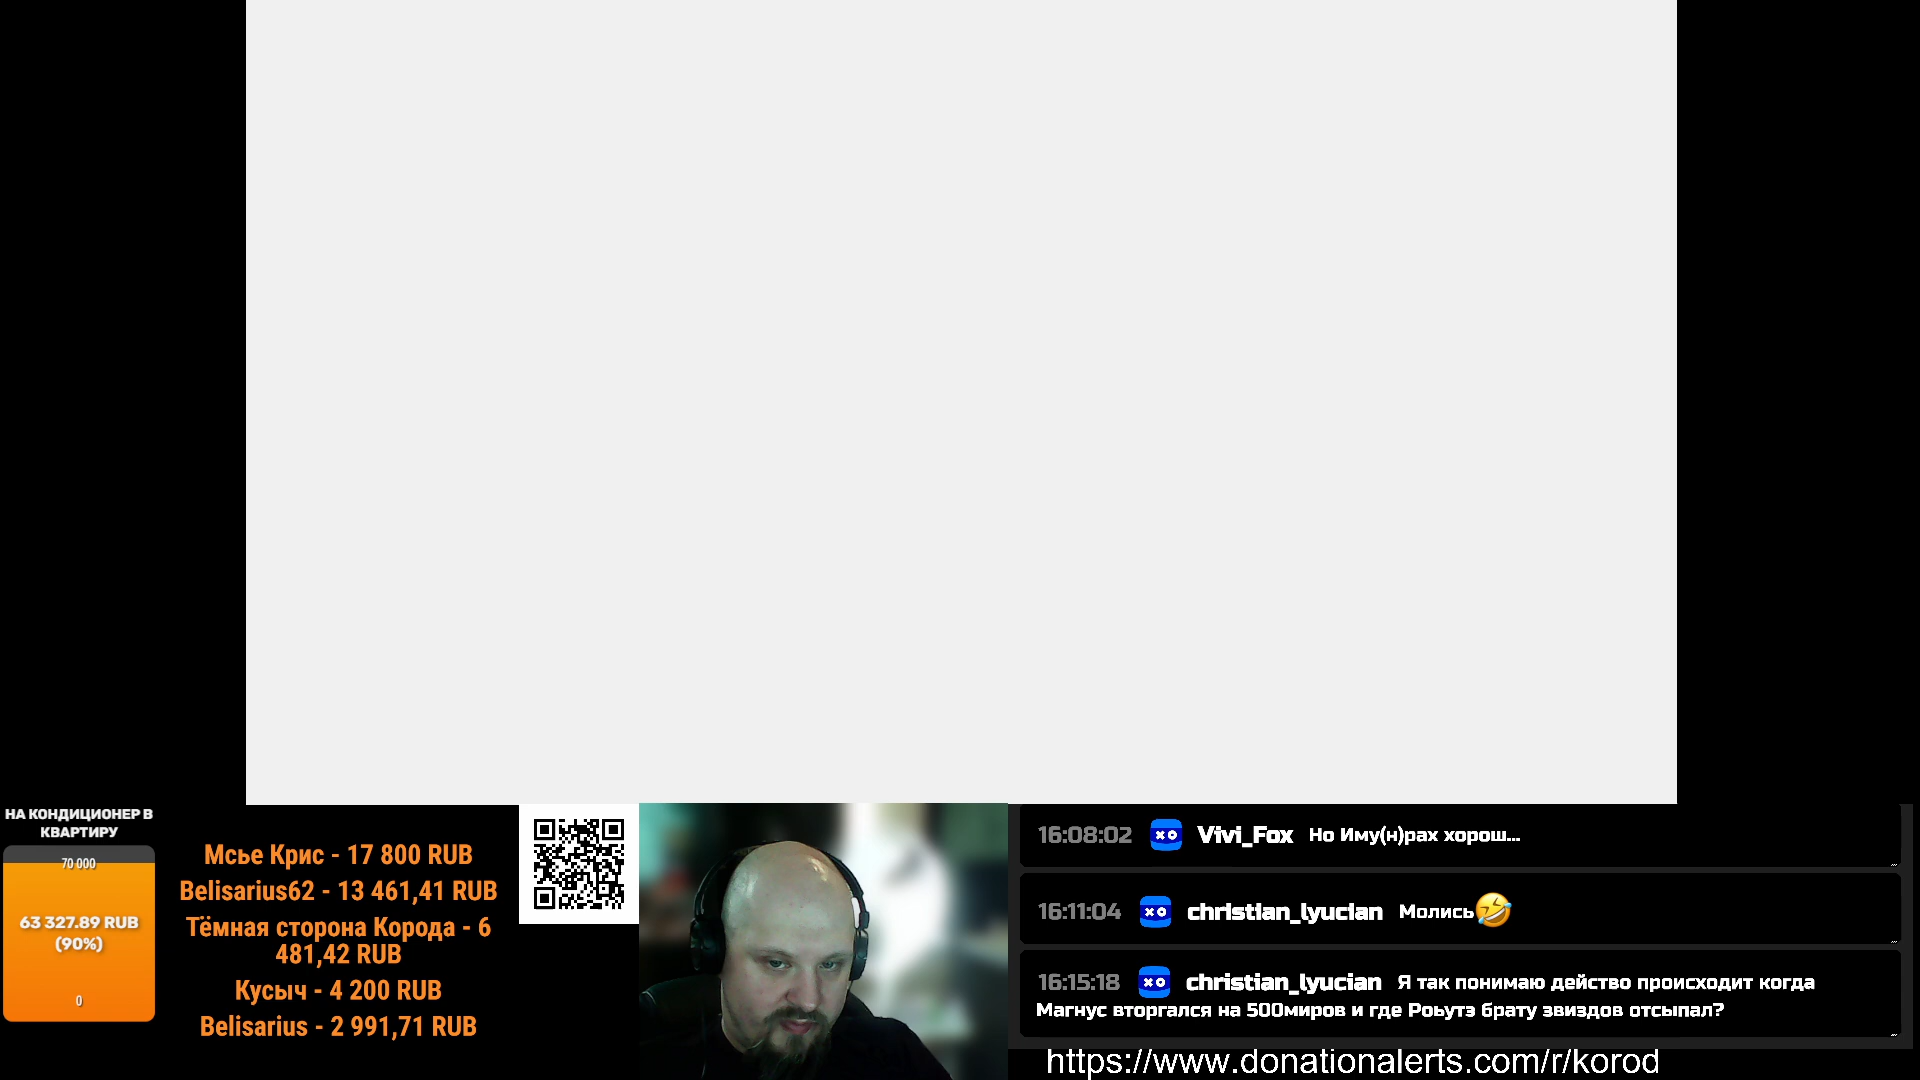 НА КОНДИЦИОНЕР В
КВАРТИРУ
70 000
63 327.89 RUB
(90%)
0
Мсье Крис - 17 800 RUB
Belisarius62 - 13 461,41 RUB
Тёмная сторона Корода - 6
481,42 RUB
Кусыч - 4 200 RUB
Belisarius - 2 991,71 RUB
16:08:02 Vivi_Fox Но Иму(н)рах хорош...
16:11:04 christian_lyucian Молись🤣
16:15:18 christian_lyucian Я так понимаю действо происходит когда
Магнус вторгался на 500миров и где Роьутэ брату звиздов отсыпал?
https://www.donationalerts.com/r/korod